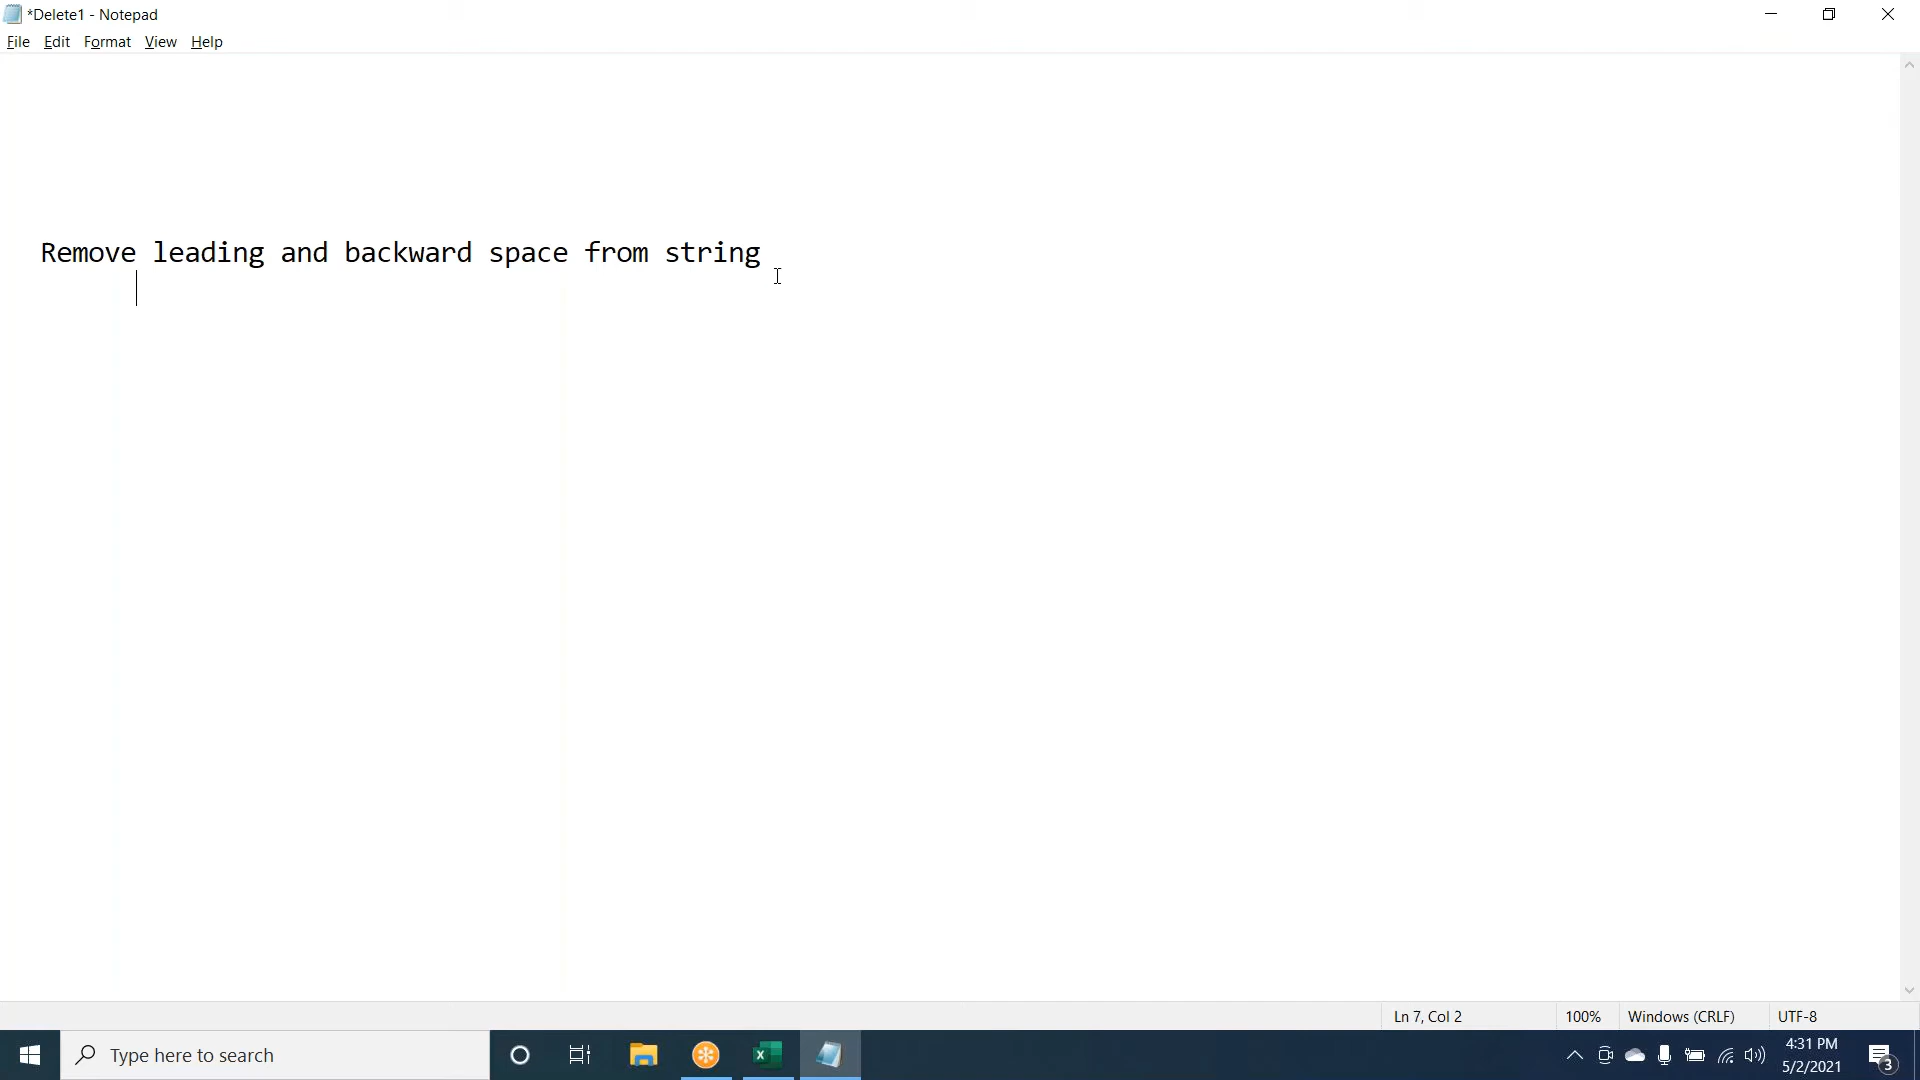 *Delete1 - Notepad
File Edit Format View Help
Remove leading and backward space from string
Ln 7, Col 2 100% Windows (CRLF) UTF-8
Type here to search
4:31 PM
5/2/2021
3